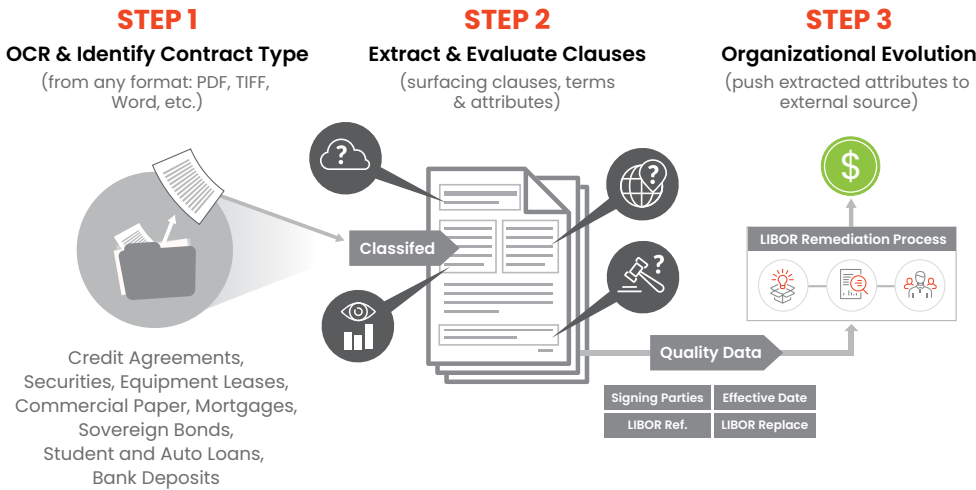 STEP 1
OCR & Identify Contract Type
(from any format: PDF, TIFF,
Word, etc.)
Credit Agreements,
Securities, Equipment Leases,
Commercial Paper, Mortgages,
Sovereign Bonds,
Student and Auto Loans,
Bank Deposits
STEP 2
Extract & Evaluate Clauses
(surfacing clauses, terms
& attributes)
?
?
Classifed
?
Quality Data
Signing Parties
Effective Date
LIBOR Ref.
LIBOR Replace
STEP 3
Organizational Evolution
(push extracted attributes to
external source)
$
LIBOR Remediation Process